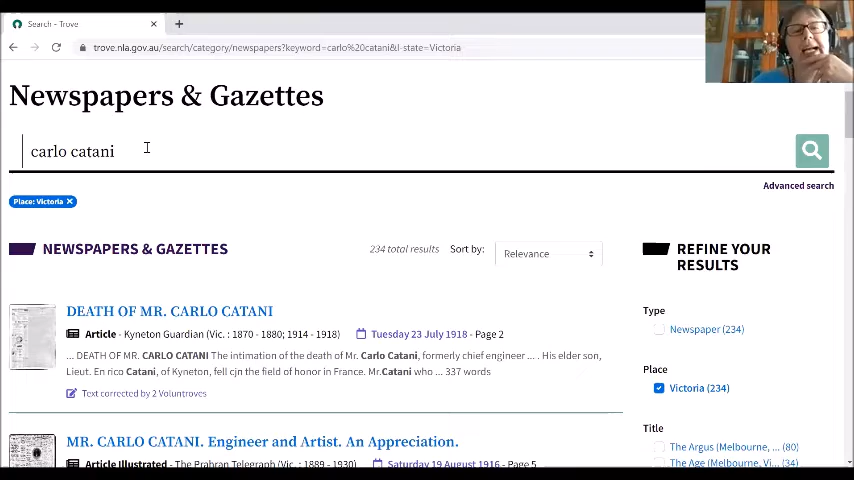 Search - Trove
trove.nla.gov.au/search/category/newspapers?keyword=carlo%20catani&l-state=Victoria
Newspapers & Gazettes
carlo catani
Advanced search
Place: Victoria
NEWSPAPERS & GAZETTES
234 total results
Sort by:
Relevance
REFINE YOUR
RESULTS
DEATH OF MR. CARLO CATANI
Article - Kyneton Guardian (Vic. : 1870 - 1880; 1914 - 1918)
Tuesday 23 July 1918 - Page 2
... DEATH OF MR. CARLO CATANI The intimation of the death of Mr. Carlo Catani, formerly chief engineer ... . His elder son,
Lieut. En rico Catani, of Kyneton, fell cjn the field of honor in France. Mr.Catani who ... 337 words
Text corrected by 2 Voluntroves
MR. CARLO CATANI. Engineer and Artist. An Appreciation.
Article Illustrated - The Prahran Telegraph (Vic. : 1889 - 1930)
Saturday 19 August 1916 - Page 5
Type
Newspaper (234)
Place
Victoria (234)
Title
The Argus (Melbourne, ... (80)
The Age (Melbourne, Vi... (34)